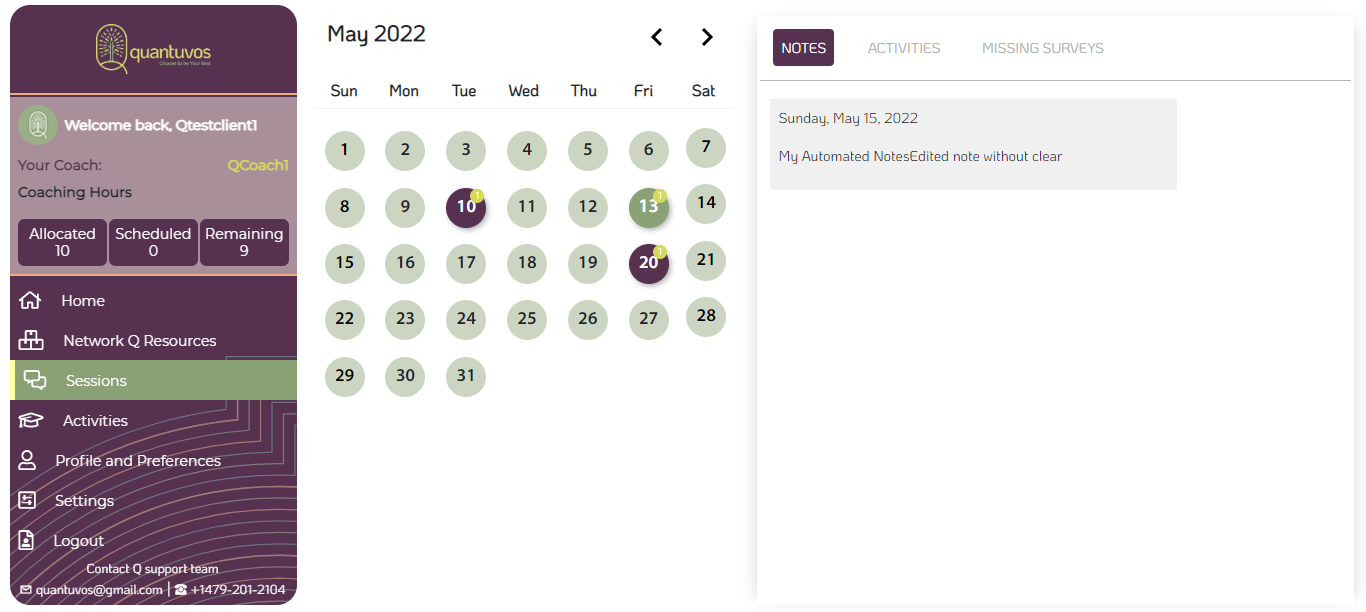 quantuvos
Choose to be Your Best
Welcome back, Qtestclient1
Your Coach: QCoach1
Coaching Hours
Allocated Scheduled Remaining
10 0 9
Home
Network Q Resources
Sessions
Activities
Profile and Preferences
Settings
Logout
Contact Q support team
quantuvos@gmail.com | +1479-201-2104
May 2022
Sun Mon Tue Wed Thu Fri Sat
1 2 3 4 5 6 7
8 9 10 1 11 12 13 1 14
15 16 17 18 19 20 1 21
22 23 24 25 26 27 28
29 30 31
NOTES ACTIVITIES MISSING SURVEYS
Sunday, May 15, 2022
My Automated NotesEdited note without clear